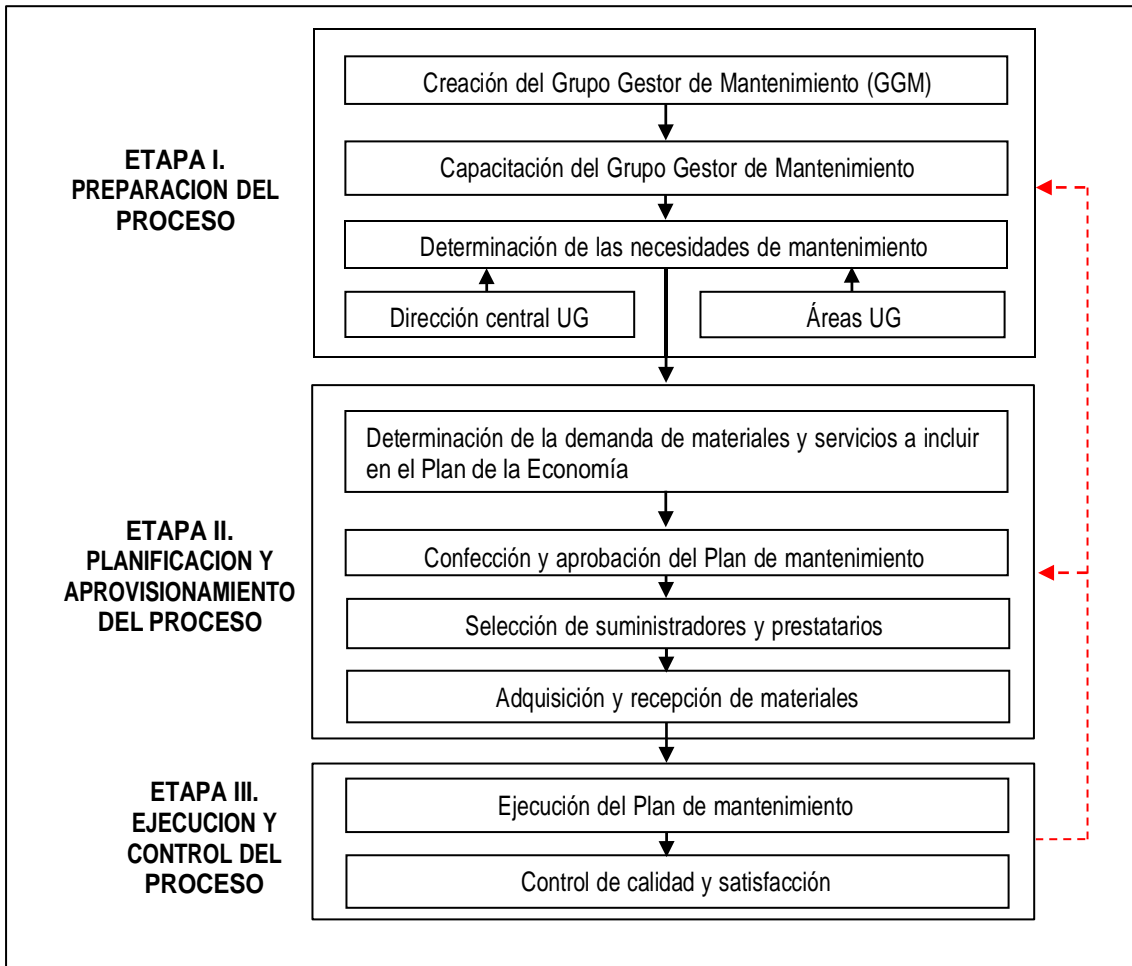 Creación del Grupo Gestor de Mantenimiento (GGM)
ETAPA I.
PREPARACION DEL
PROCESO
Capacitación del Grupo Gestor de Mantenimiento
Determinación de las necesidades de mantenimiento
Dirección central UG
Áreas UG
Determinación de la demanda de materiales y servicios a incluir
en el Plan de la Economía
ETAPA II.
PLANIFICACION Y
APROVISIONAMIENTO
DEL PROCESO
Confección y aprobación del Plan de mantenimiento
Selección de suministradores y prestatarios
Adquisición y recepción de materiales
ETAPA III.
EJECUCION Y
CONTROL DEL
PROCESO
Ejecución del Plan de mantenimiento
Control de calidad y satisfacción